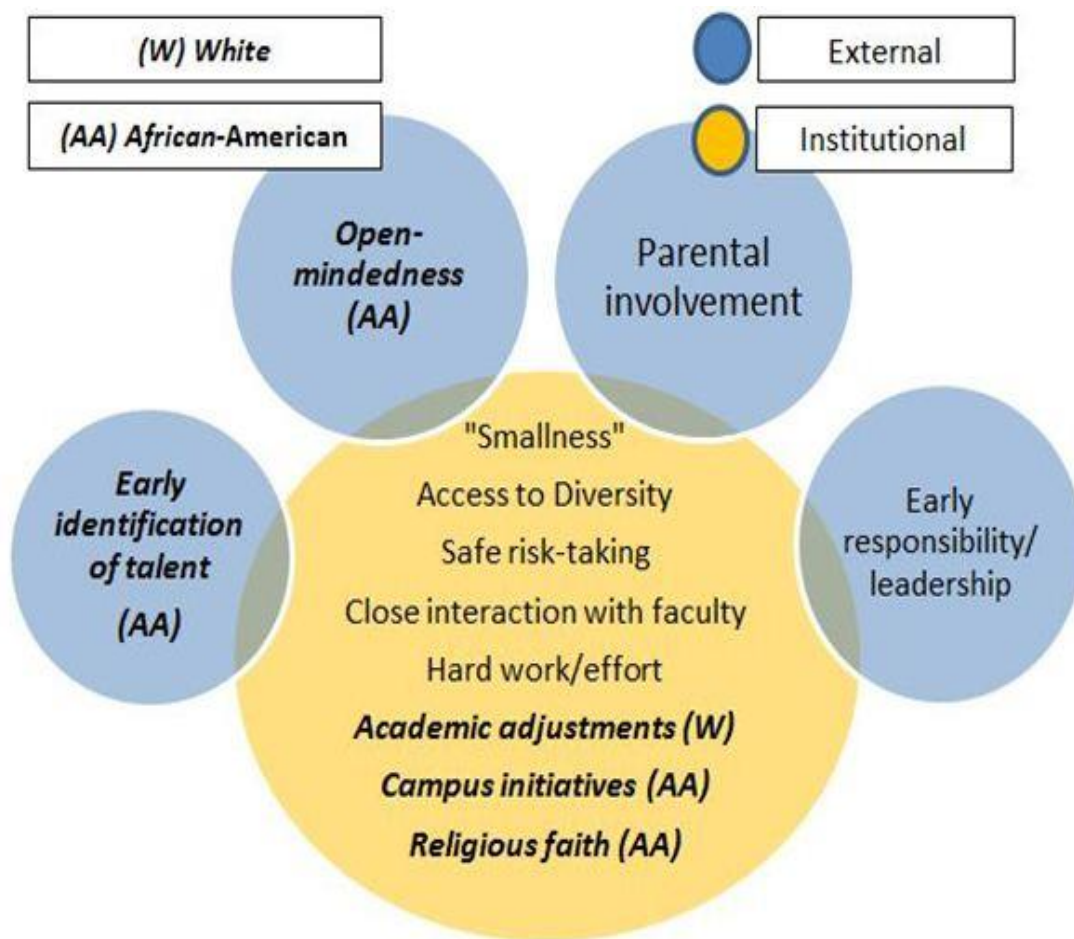 (W) White
(AA) African-American
External
Institutional
Open-
mindedness
(AA)
Parental
involvement
Early
identification
of talent
(AA)
"Smallness"
Access to Diversity
Safe risk-taking
Close interaction with faculty
Hard work/effort
Academic adjustments (W)
Campus initiatives (AA)
Religious faith (AA)
Early
responsibility/
leadership